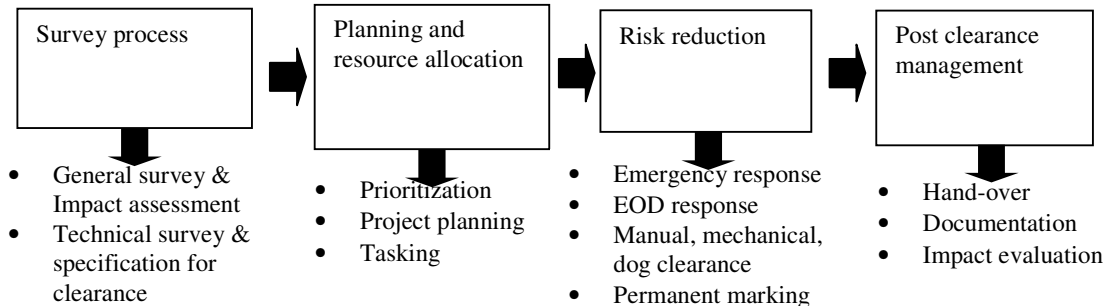 Survey process
Planning and
resource allocation
Risk reduction
Post clearance
management
• General survey &
Impact assessment
• Technical survey &
specification for
clearance
• Prioritization
• Project planning
• Tasking
• Emergency response
• EOD response
• Manual, mechanical,
dog clearance
• Permanent marking
• Hand-over
• Documentation
• Impact evaluation